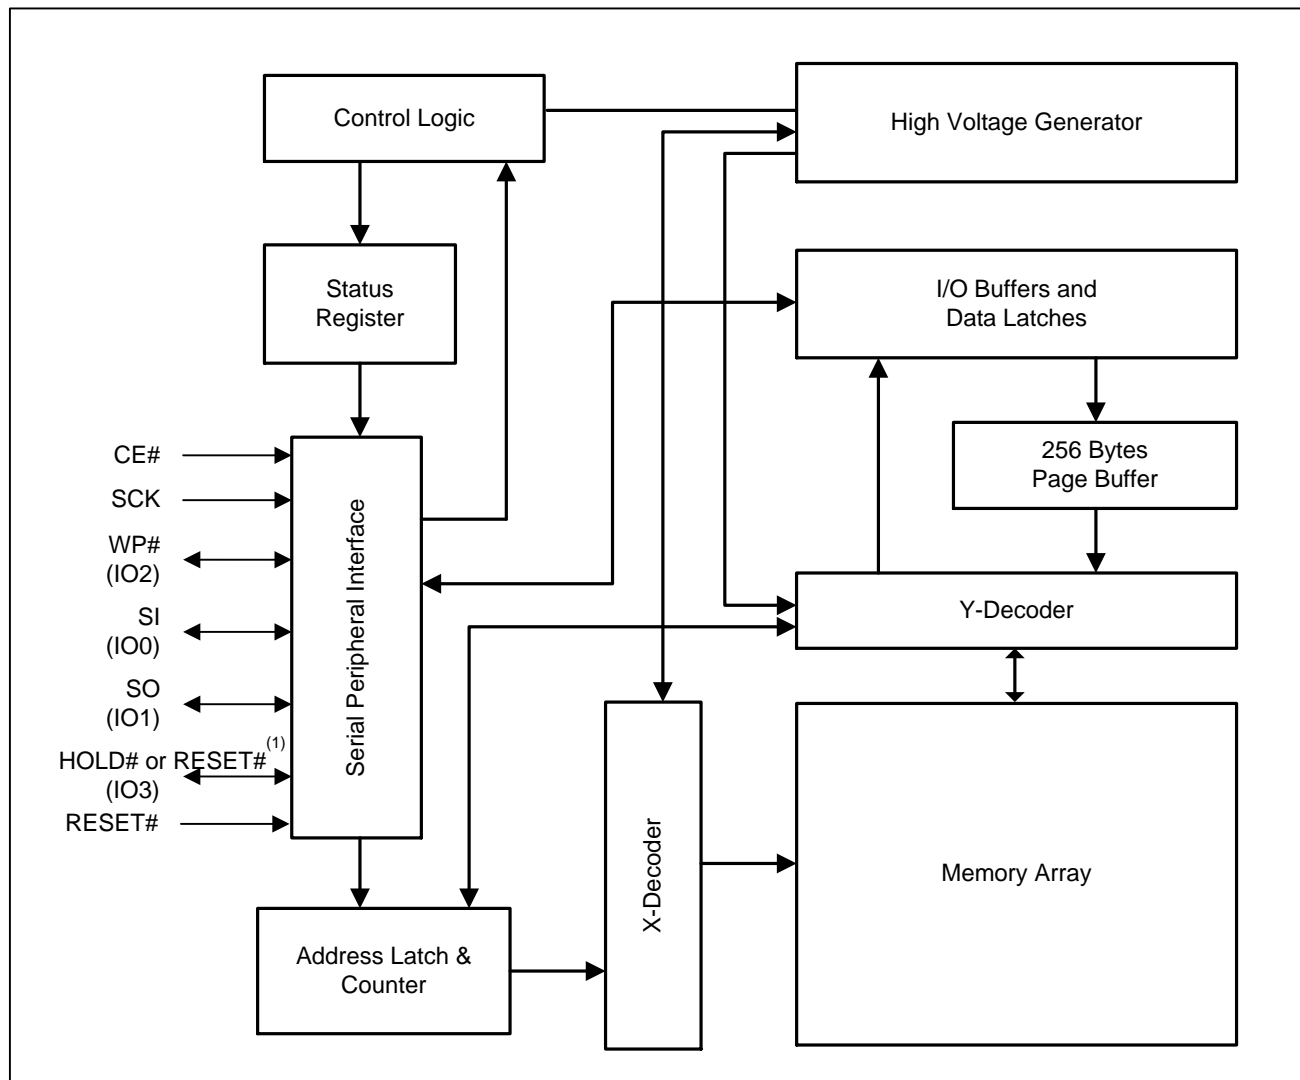 Control Logic
High Voltage Generator
Status
Register
I/O Buffers and
Data Latches
256 Bytes
Page Buffer
Y-Decoder
CE#
SCK
WP#
(IO2)
SI
(IO0)
SO
(IO1)
HOLD# or RESET#(1)
(IO3)
RESET#
Serial Peripheral Interface
X-Decoder
Memory Array
Address Latch &
Counter